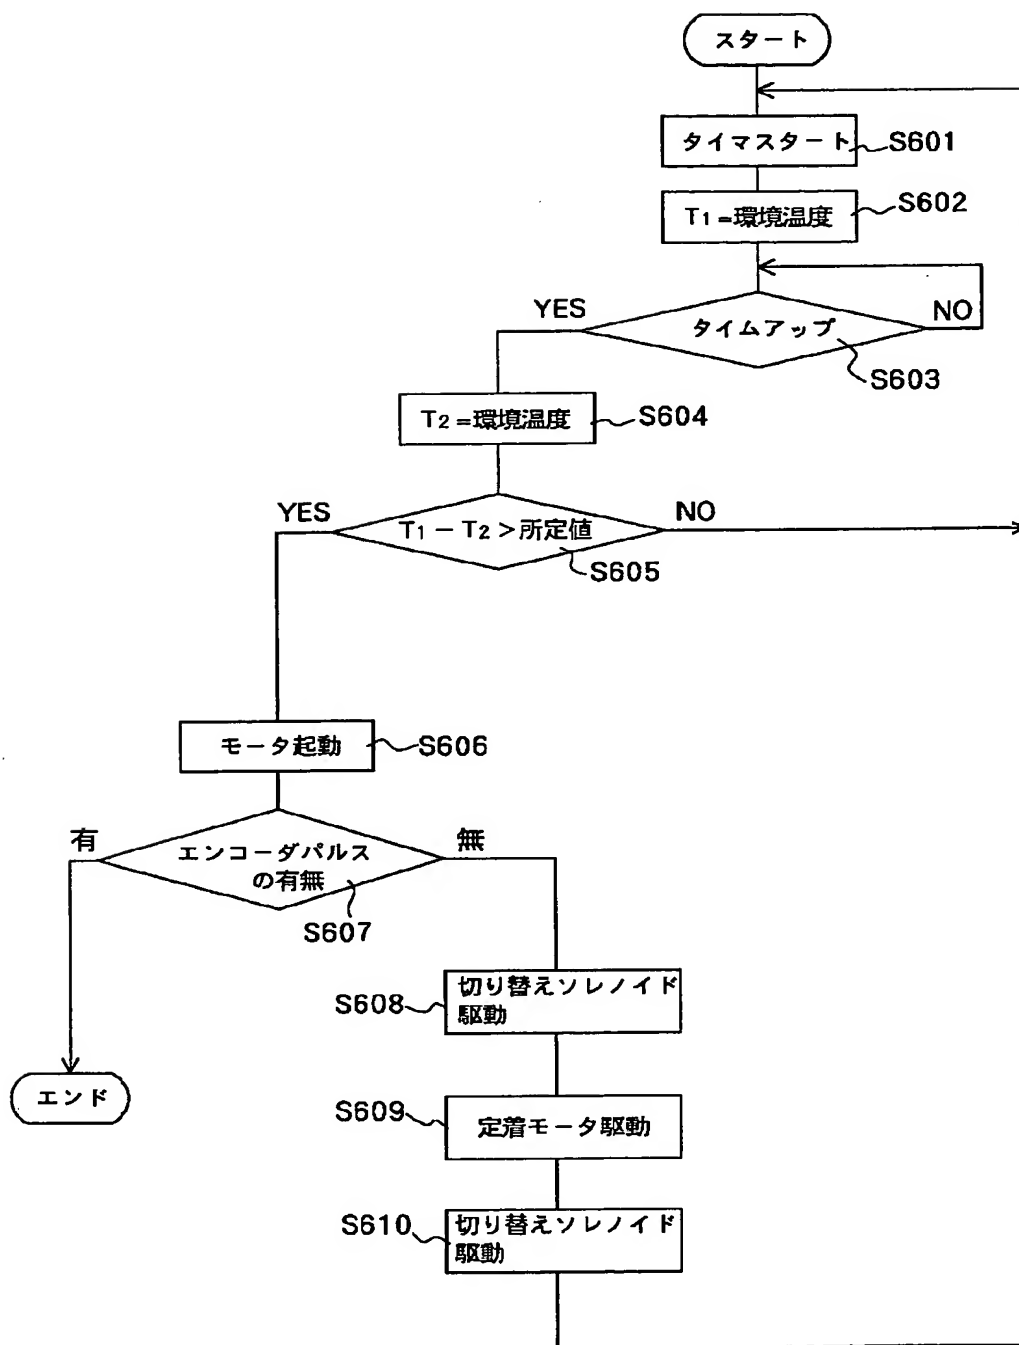 スタート
タイマスタート
S601
T1=環境温度
S602
YES
タイムアップ
NO
S603
T2=環境温度
S604
YES
T1-T2>所定値
NO
S605
モータ起動
S606
有
エンコーダパルス
の有無
無
S607
S608
切り替えソレノイド
駆動
エンド
S609
定着モータ駆動
S610
切り替えソレノイド
駆動